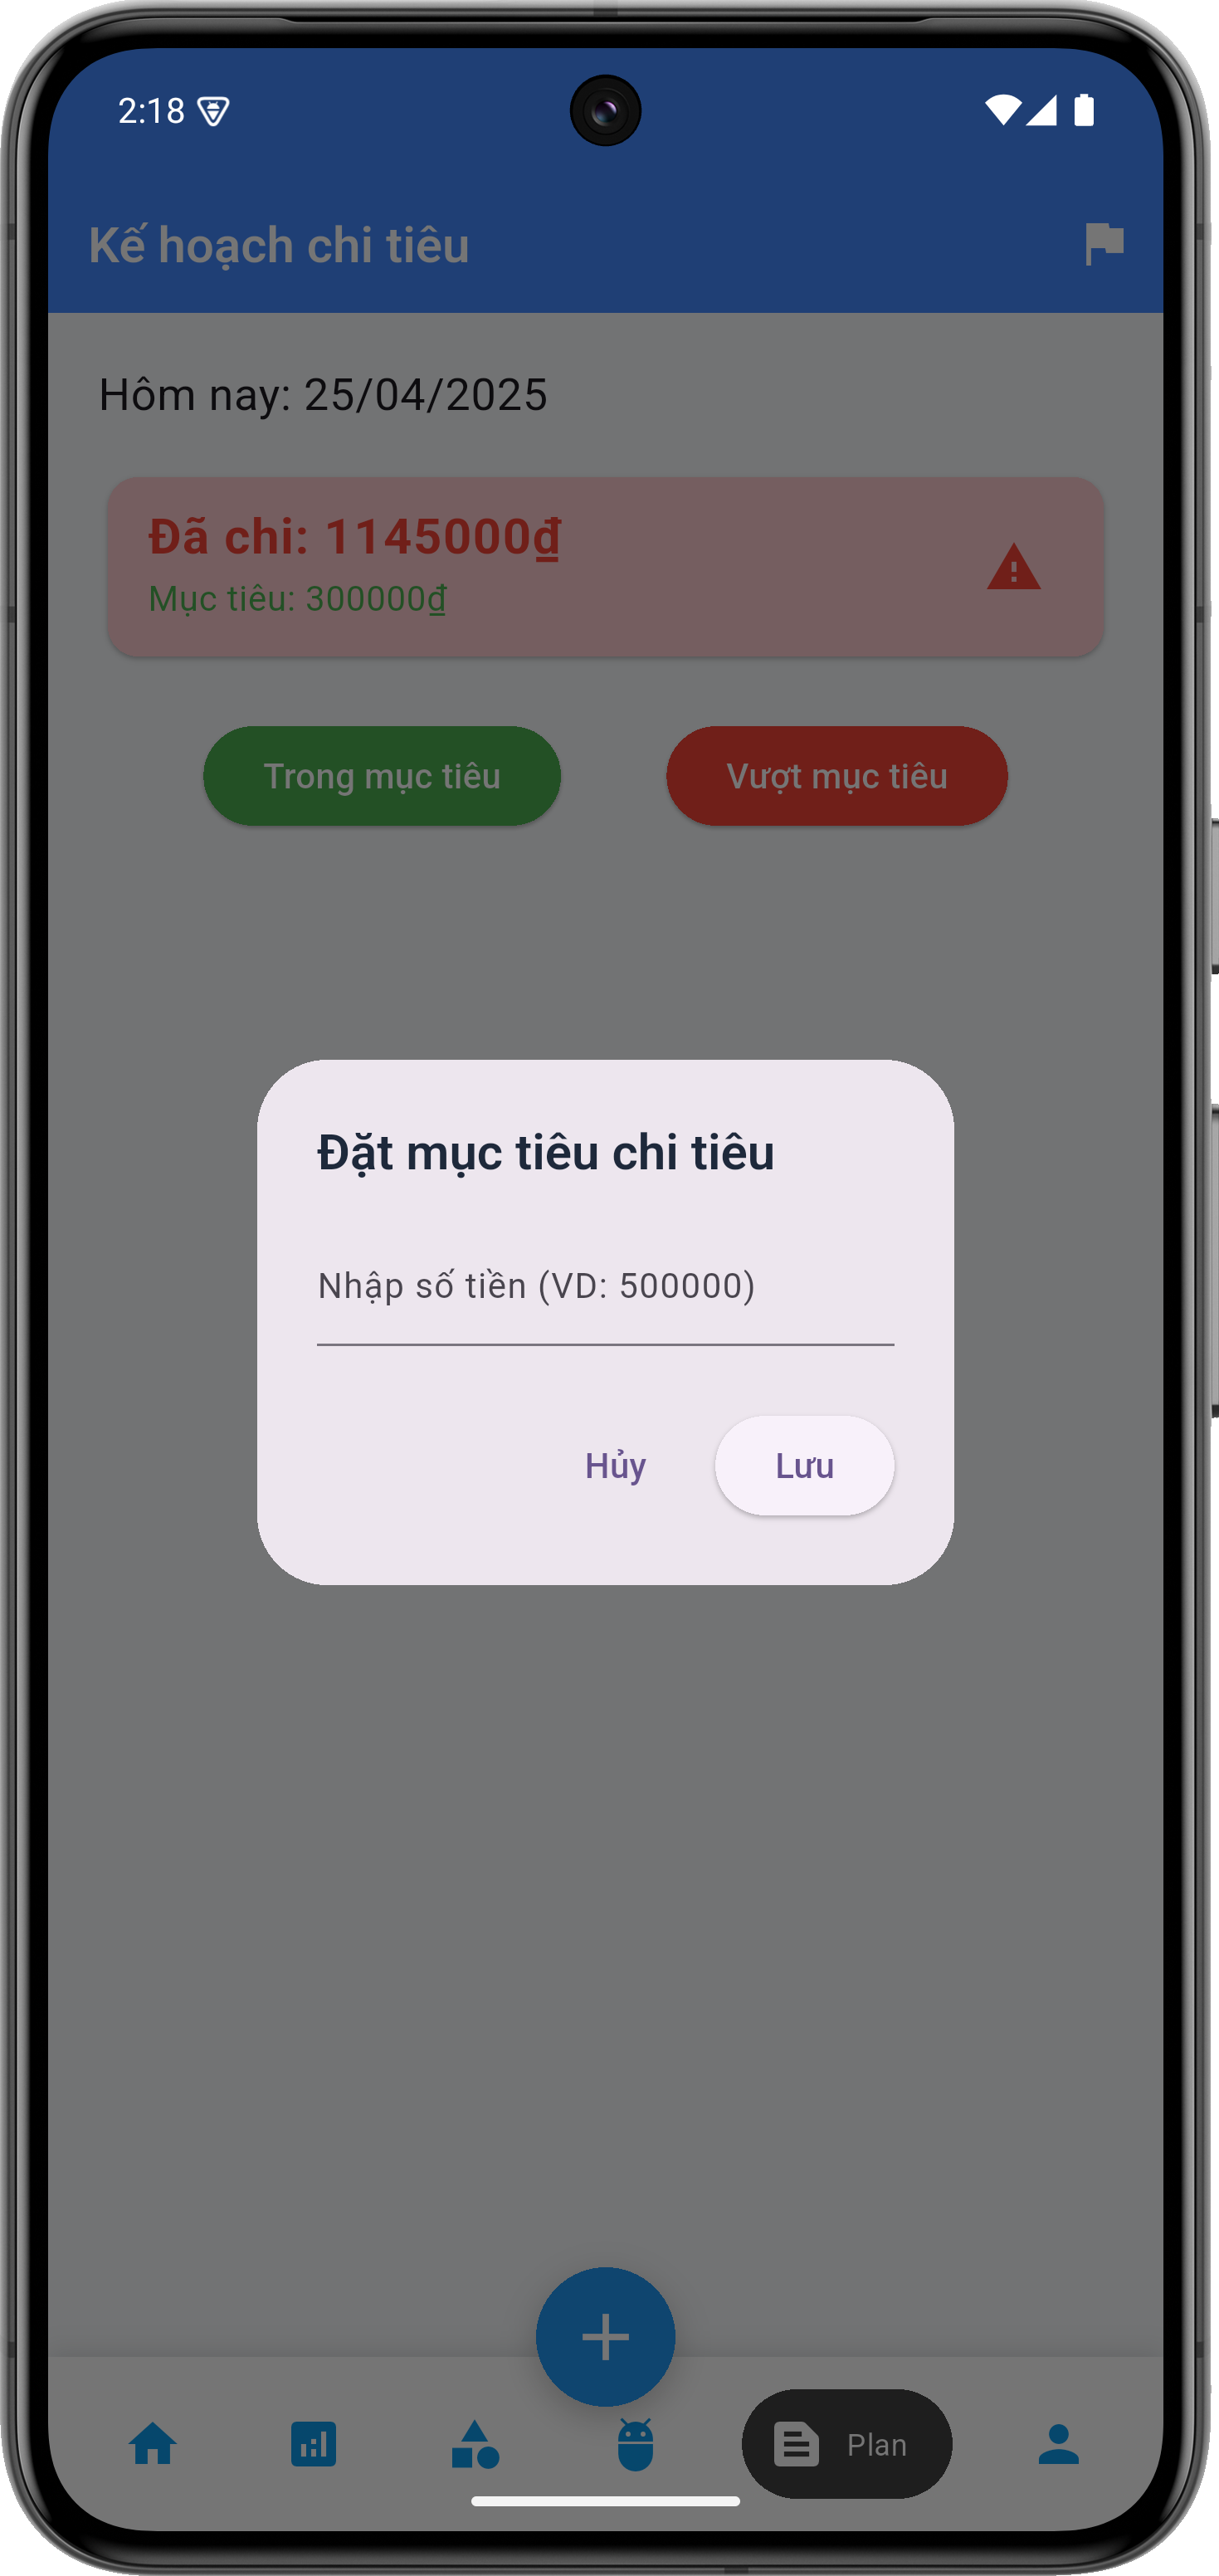 2:18
Kế hoạch chi tiêu
Hôm nay: 25/04/2025
Đã chi: 1145000₫
Mục tiêu: 300000₫
Trong mục tiêu
Vượt mục tiêu
Đặt mục tiêu chi tiêu
Nhập số tiền (VD: 500000)
Hủy
Lưu
Plan